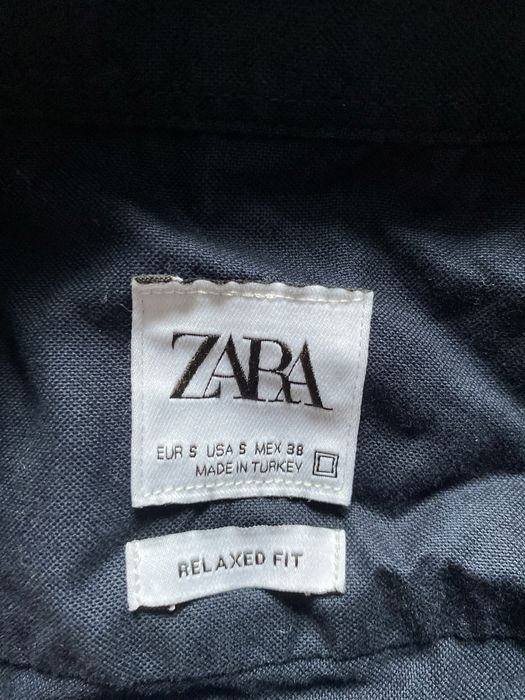 ZARA
EUR S USA S MEX 38
MADE IN TURKEY
RELAXED FIT